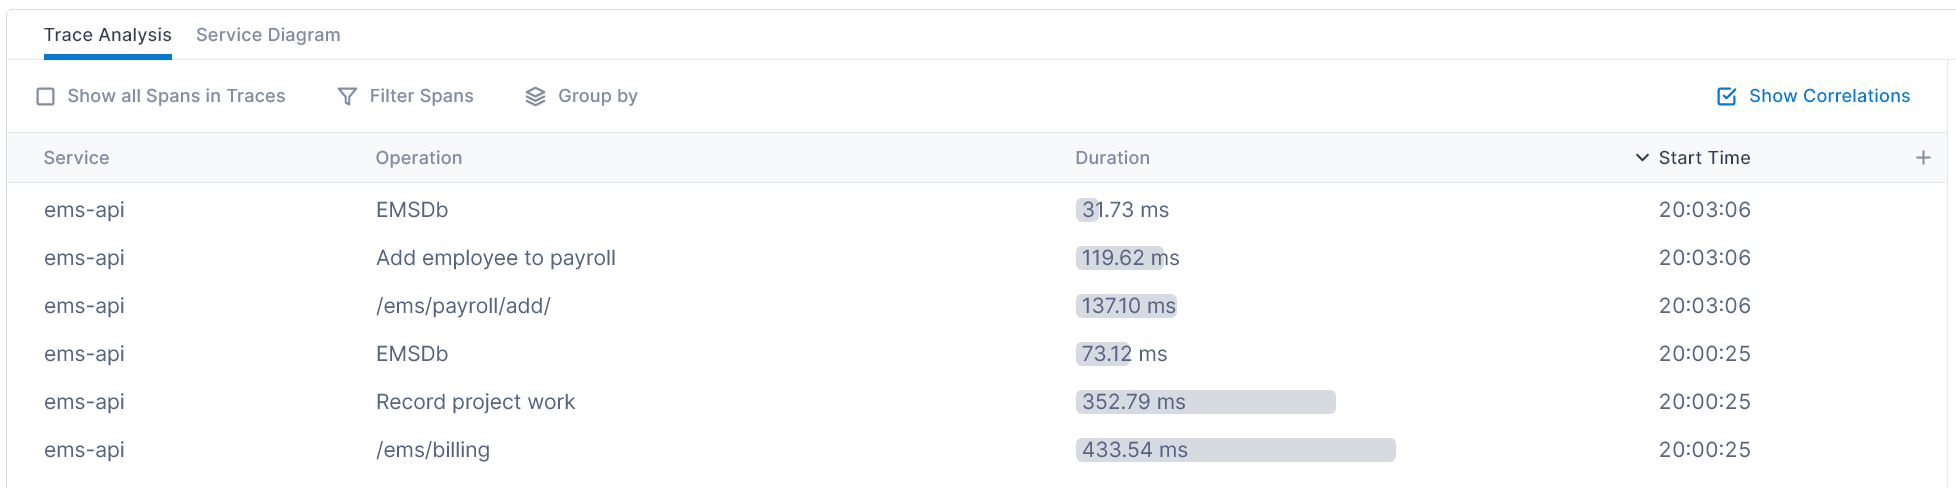 Trace Analysis Service Diagram
Show all Spans in Traces Filter Spans Group by Show Correlations
Service Operation Duration Start Time +
ems-api EMSDb 31.73 ms 20:03:06
ems-api Add employee to payroll 119.62 ms 20:03:06
ems-api /ems/payroll/add/ 137.10 ms 20:03:06
ems-api EMSDb 73.12 ms 20:00:25
ems-api Record project work 352.79 ms 20:00:25
ems-api /ems/billing 433.54 ms 20:00:25